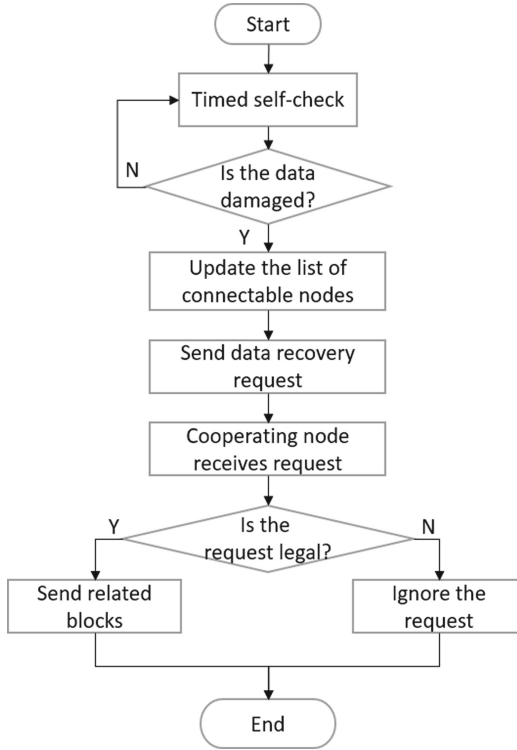 Start
Timed self-check
N
Is the data
damaged?
Y
Update the list of
connectable nodes
Send data recovery
request
Cooperating node
receives request
Y
Is the
request legal?
N
Send related
blocks
Ignore the
request
End